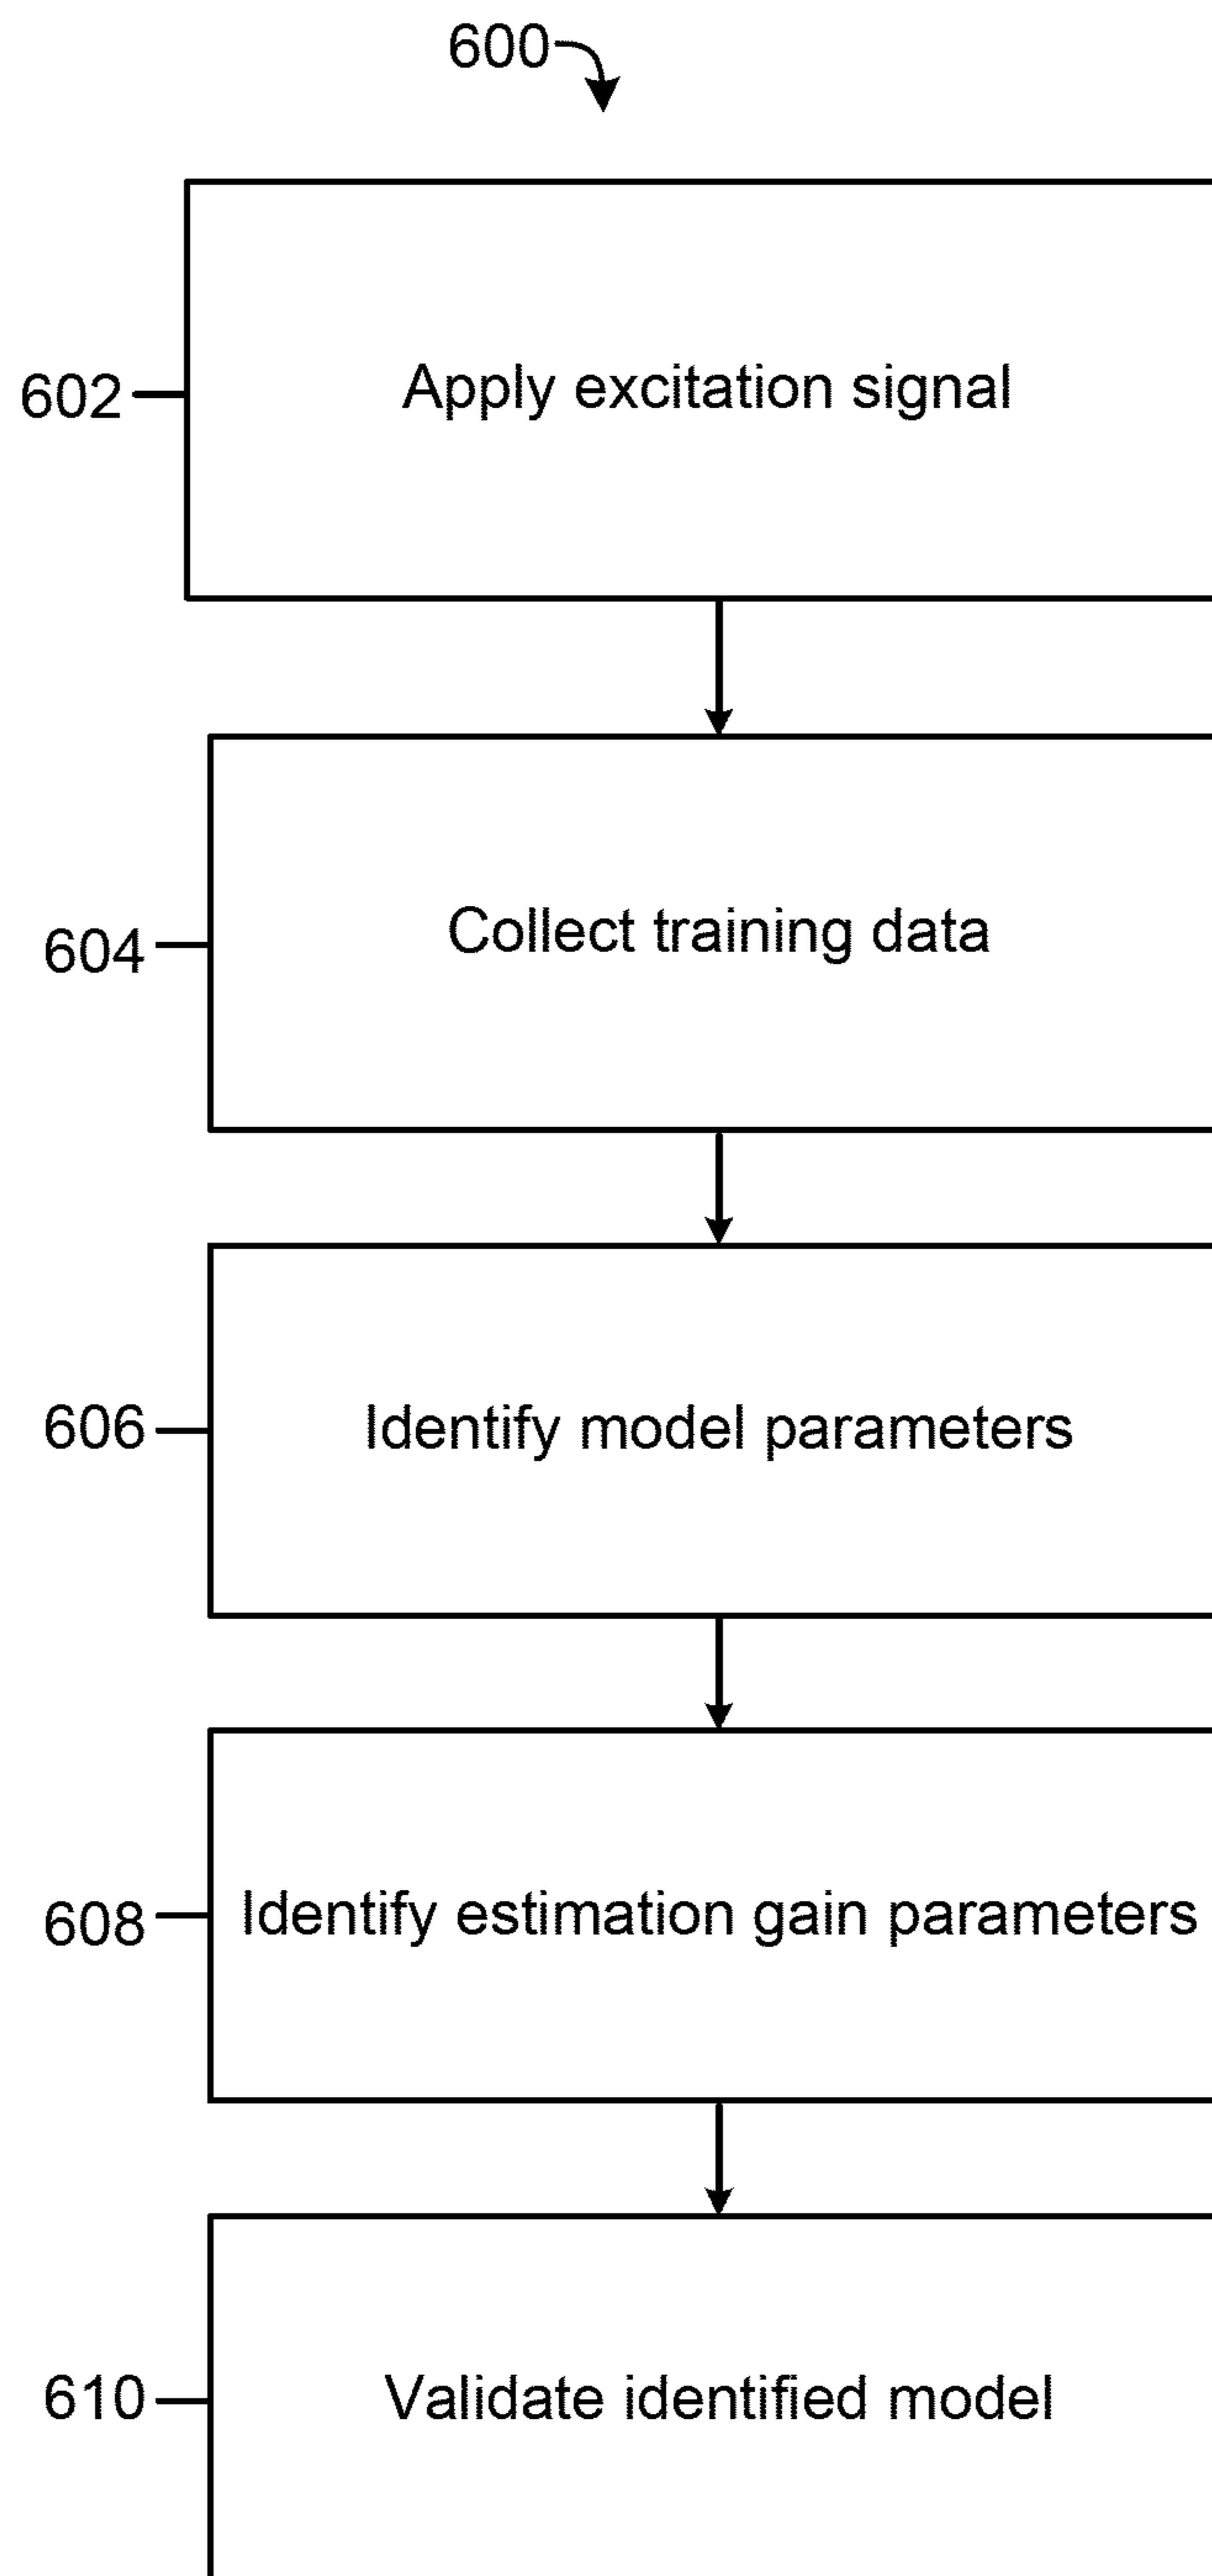 600
602
Apply excitation signal
604
Collect training data
606
Identify model parameters
608
Identify estimation gain parameters
610
Validate identified model